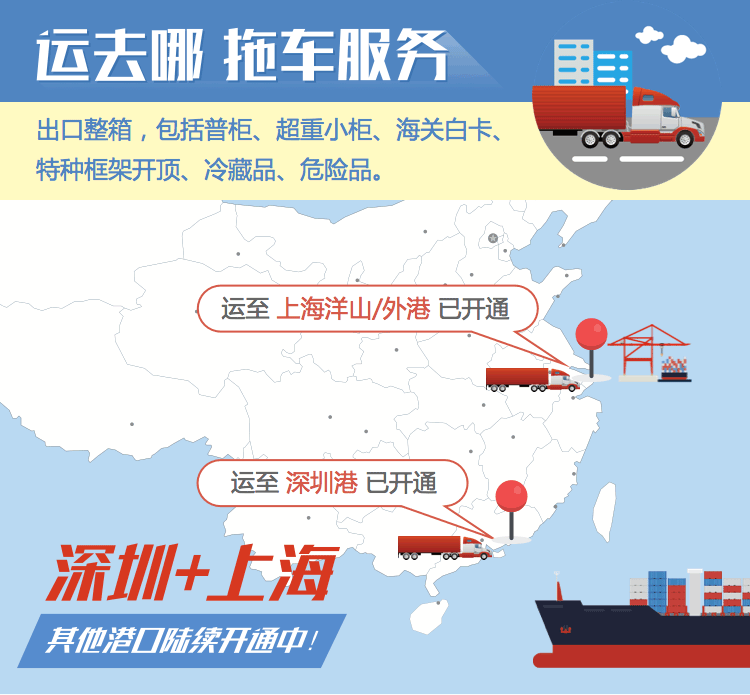 运去哪 拖车服务
出口整箱，包括普柜、超重小柜、海关白卡、
特种框架开顶、冷藏品、危险品。
运至 上海洋山/外港 已开通
运至 深圳港 已开通
深圳+上海
其他港口陆续开通中!